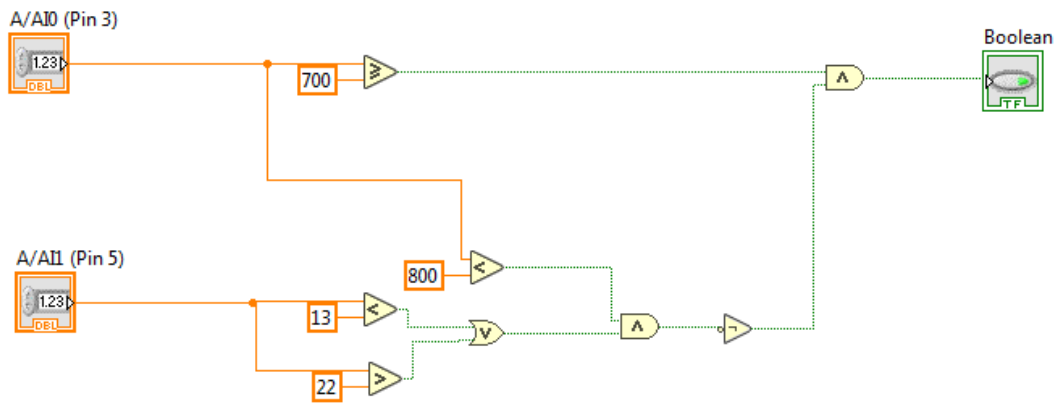 A/AI0 (Pin 3)
1.23
DBL
700
≥
∧
Boolean
TF
A/AI1 (Pin 5)
1.23
DBL
800
<
13
<
∨
∧
¬
22
>